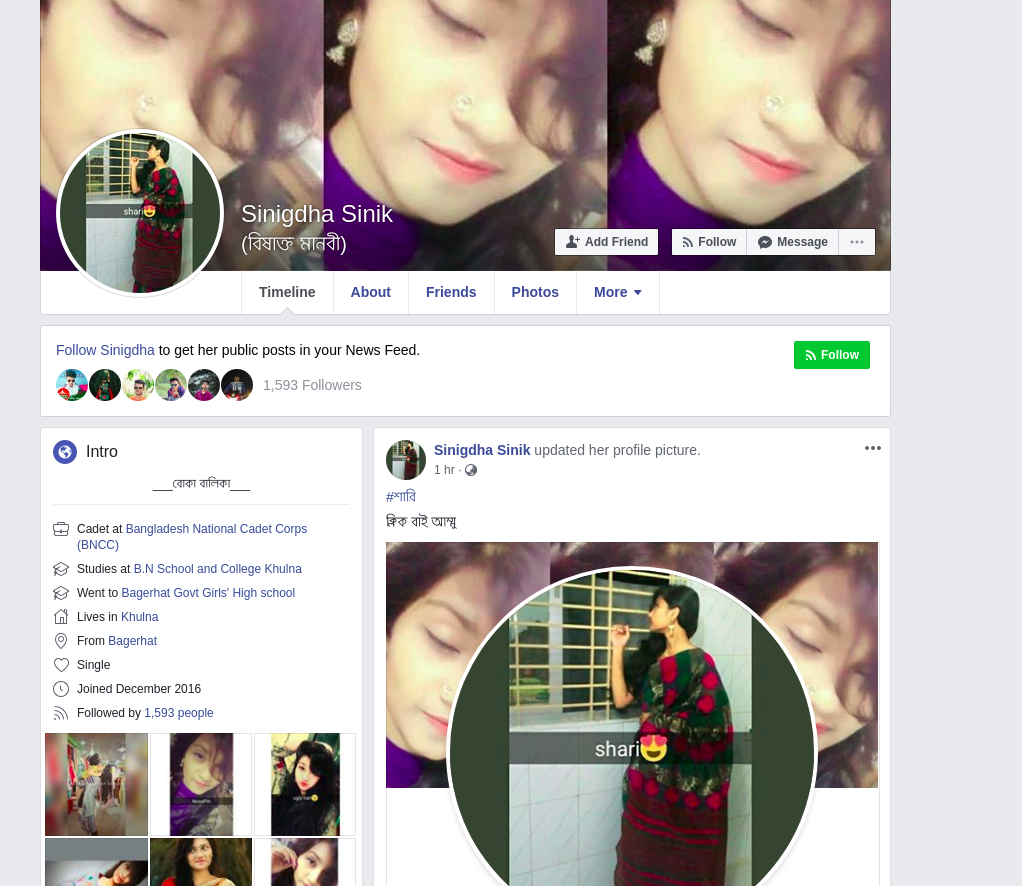 shari😍
Sinigdha Sinik
(বিষাক্ত মানবী)
Add Friend
Follow
Message
Timeline
About
Friends
Photos
More
Follow Sinigdha to get her public posts in your News Feed.
1,593 Followers
Follow
Intro
___বোকা বালিকা___
Cadet at Bangladesh National Cadet Corps
(BNCC)
Studies at B.N School and College Khulna
Went to Bagerhat Govt Girls' High school
Lives in Khulna
From Bagerhat
Single
Joined December 2016
Followed by 1,593 people
NosePin
ugly hair
Sinigdha Sinik updated her profile picture.
1 hr ·
#শারি
ক্লিক বাই আম্মু
shari😍